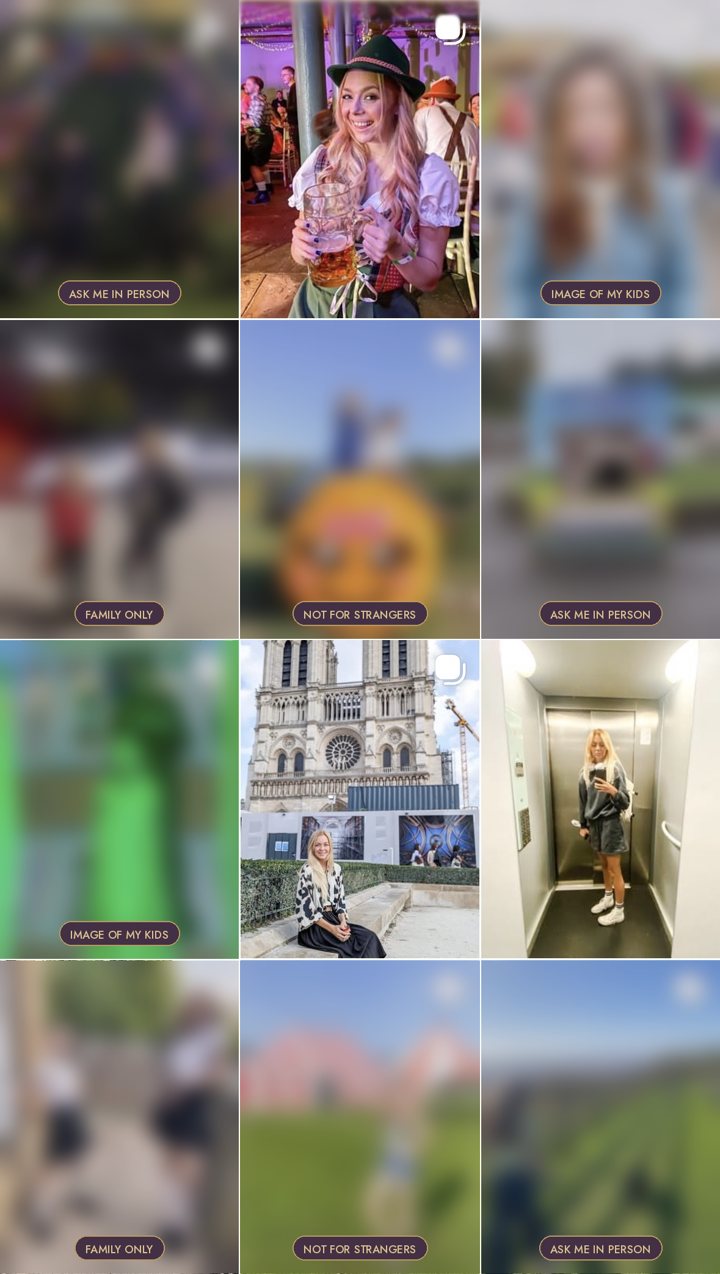 ASK ME IN PERSON
IMAGE OF MY KIDS
FAMILY ONLY
NOT FOR STRANGERS
ASK ME IN PERSON
IMAGE OF MY KIDS
FAMILY ONLY
NOT FOR STRANGERS
ASK ME IN PERSON